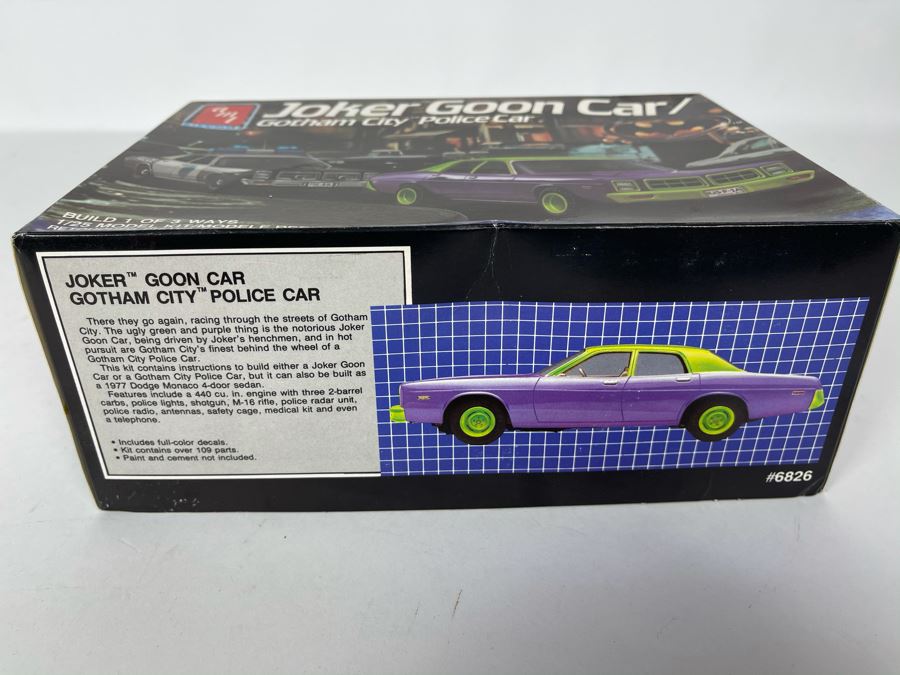 amt
Joker Goon Car/
Gotham City™ Police Car
BUILD 1 OF 3 WAYS
JOKER™ GOON CAR
GOTHAM CITY™ POLICE CAR
There they go again, racing through the streets of Gotham
City. The ugly green and purple thing is the notorious Joker
Goon Car, being driven by Joker's henchmen, and in hot
pursuit are Gotham City's finest behind the wheel of a
Gotham City Police Car.
This kit contains instructions to build either a Joker Goon
Car or a Gotham City Police Car, but it can also be built as
a 1977 Dodge Monaco 4-door sedan.
Features include a 440 cu. in. engine with three 2-barrel
carbs, police lights, shotgun, M-16 rifle, police radar unit,
police radio, antennas, safety cage, medical kit and even
a telephone.
• Includes full-color decals.
• Kit contains over 109 parts.
• Paint and cement not included.
#6826